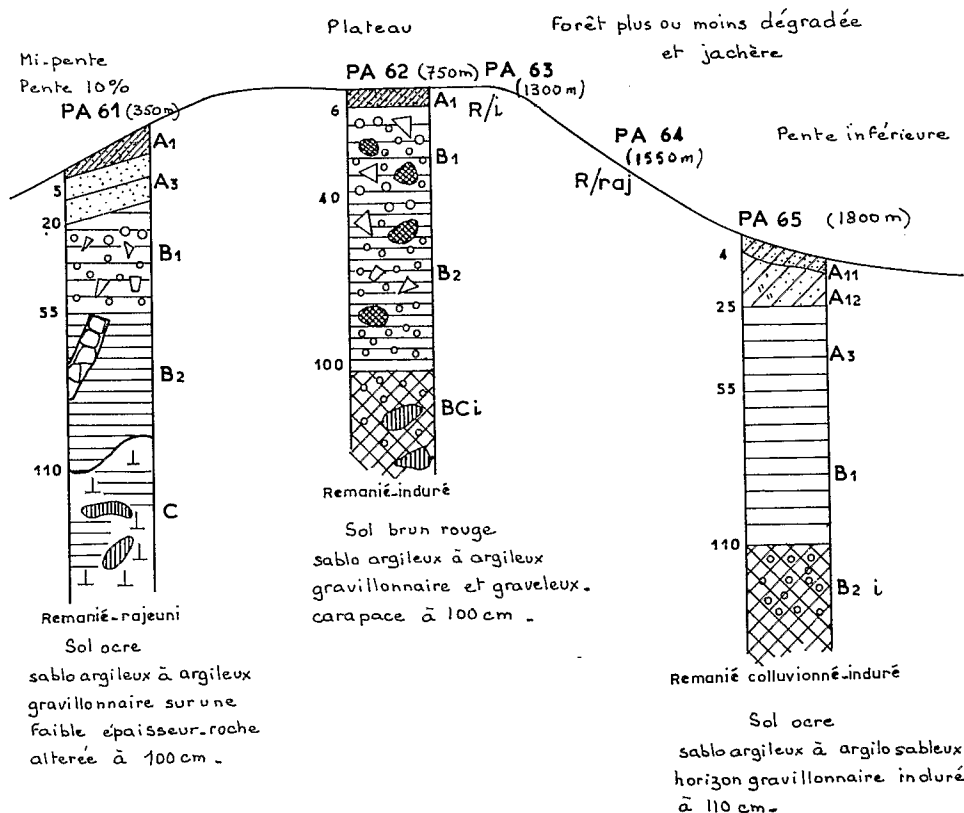 Plateau
Forêt plus ou moins dégradée
et jachère
Mi-pente
Pente 10%
PA 61 (350m)
PA 62 (750m)
PA 63
(1300m)
R/i
PA 64
(1550m)
R/raj
Pente inférieure
PA 65 (1800m)
A1
5
A3
20
B1
55
B2
110
C
Remanié-rajeuni
Sol ocre
sablo argileux à argileux
gravillonnaire sur une
faible épaisseur-roche
alterée à 100 cm.
A1
6
B1
40
B2
100
BC i
Remanié-induré
Sol brun rouge
sablo argileux à argileux
gravillonnaire et graveleux.
carapace à 100 cm.
4
A11
A12
25
A3
55
B1
110
B2 i
Remanié colluvionné-induré
Sol ocre
sablo argileux à argilo sableux
horizon gravillonnaire induré
à 110 cm.